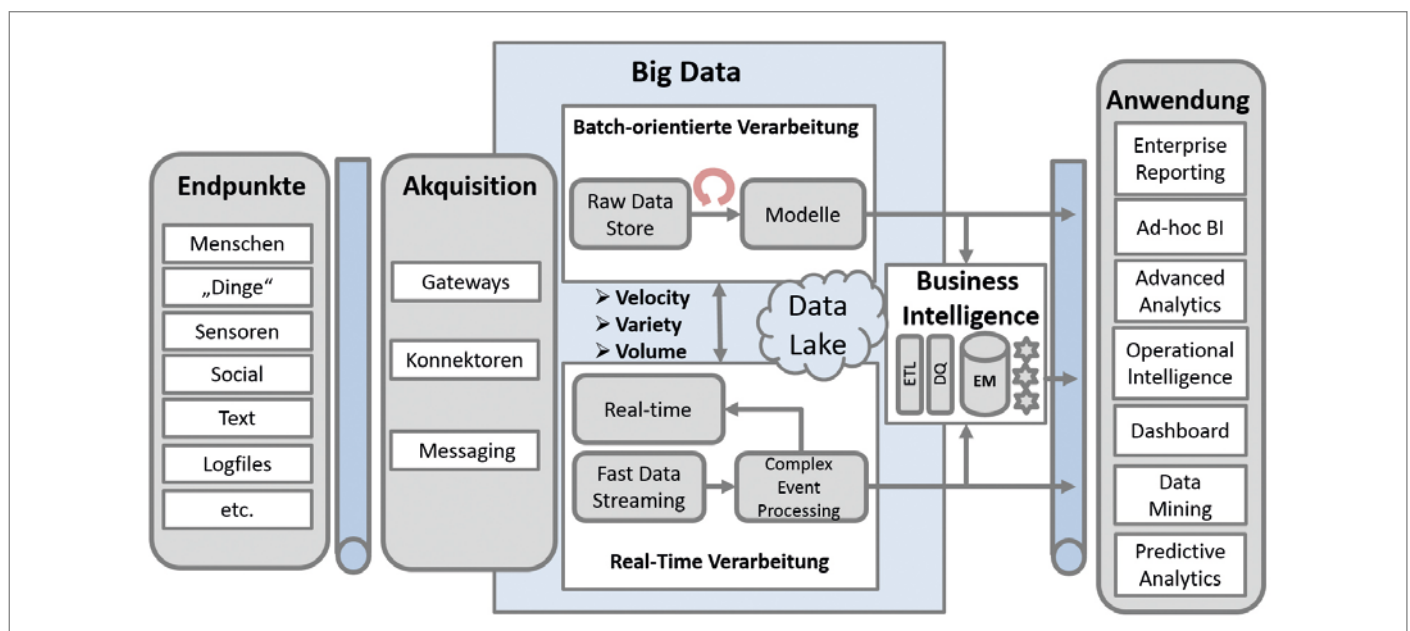 Endpunkte
Menschen
„Dinge“
Sensoren
Social
Text
Logfiles
etc.
Akquisition
Gateways
Konnektoren
Messaging
Big Data
Batch-orientierte Verarbeitung
Raw Data
Store
Modelle
➢ Velocity
➢ Variety
➢ Volume
Data
Lake
Real-time
Fast Data
Streaming
Complex
Event
Processing
Real-Time Verarbeitung
Business
Intelligence
ETL
DQ
EM
Anwendung
Enterprise
Reporting
Ad-hoc BI
Advanced
Analytics
Operational
Intelligence
Dashboard
Data
Mining
Predictive
Analytics